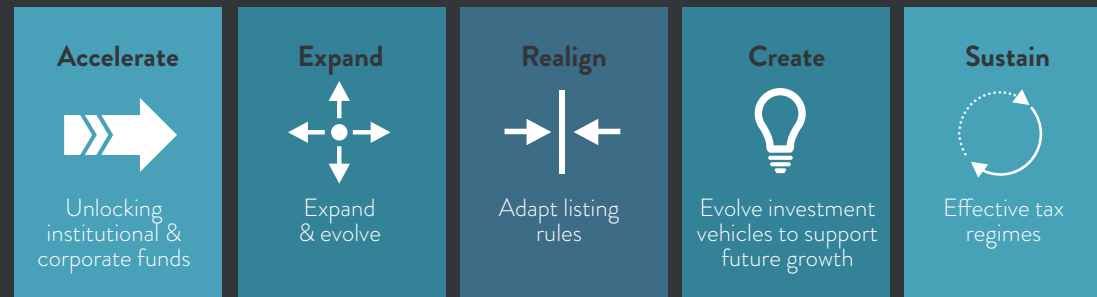 Accelerate
Unlocking
institutional &
corporate funds
Expand
Expand
& evolve
Realign
Adapt listing
rules
Create
Evolve investment
vehicles to support
future growth
Sustain
Effective tax
regimes